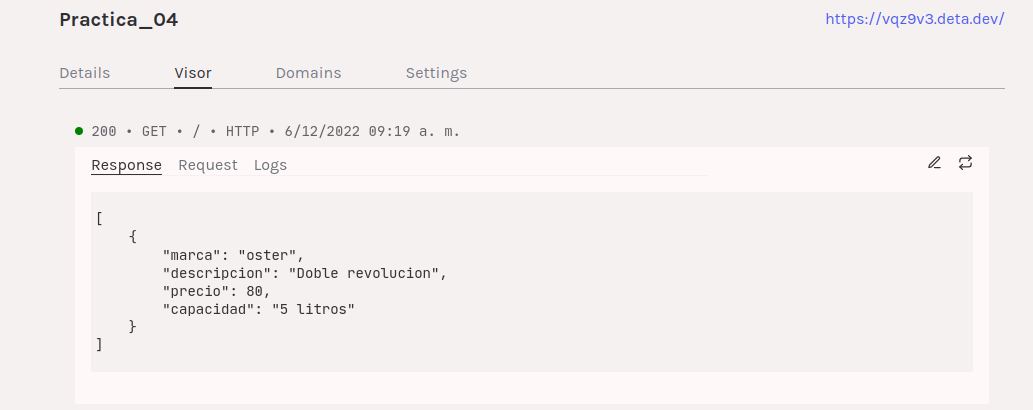 Practica_04 https://vqz9v3.deta.dev/
Details Visor Domains Settings
200 • GET • / • HTTP • 6/12/2022 09:19 a. m.
Response Request Logs
[
    {
        "marca": "oster",
        "descripcion": "Doble revolucion",
        "precio": 80,
        "capacidad": "5 litros"
    }
]